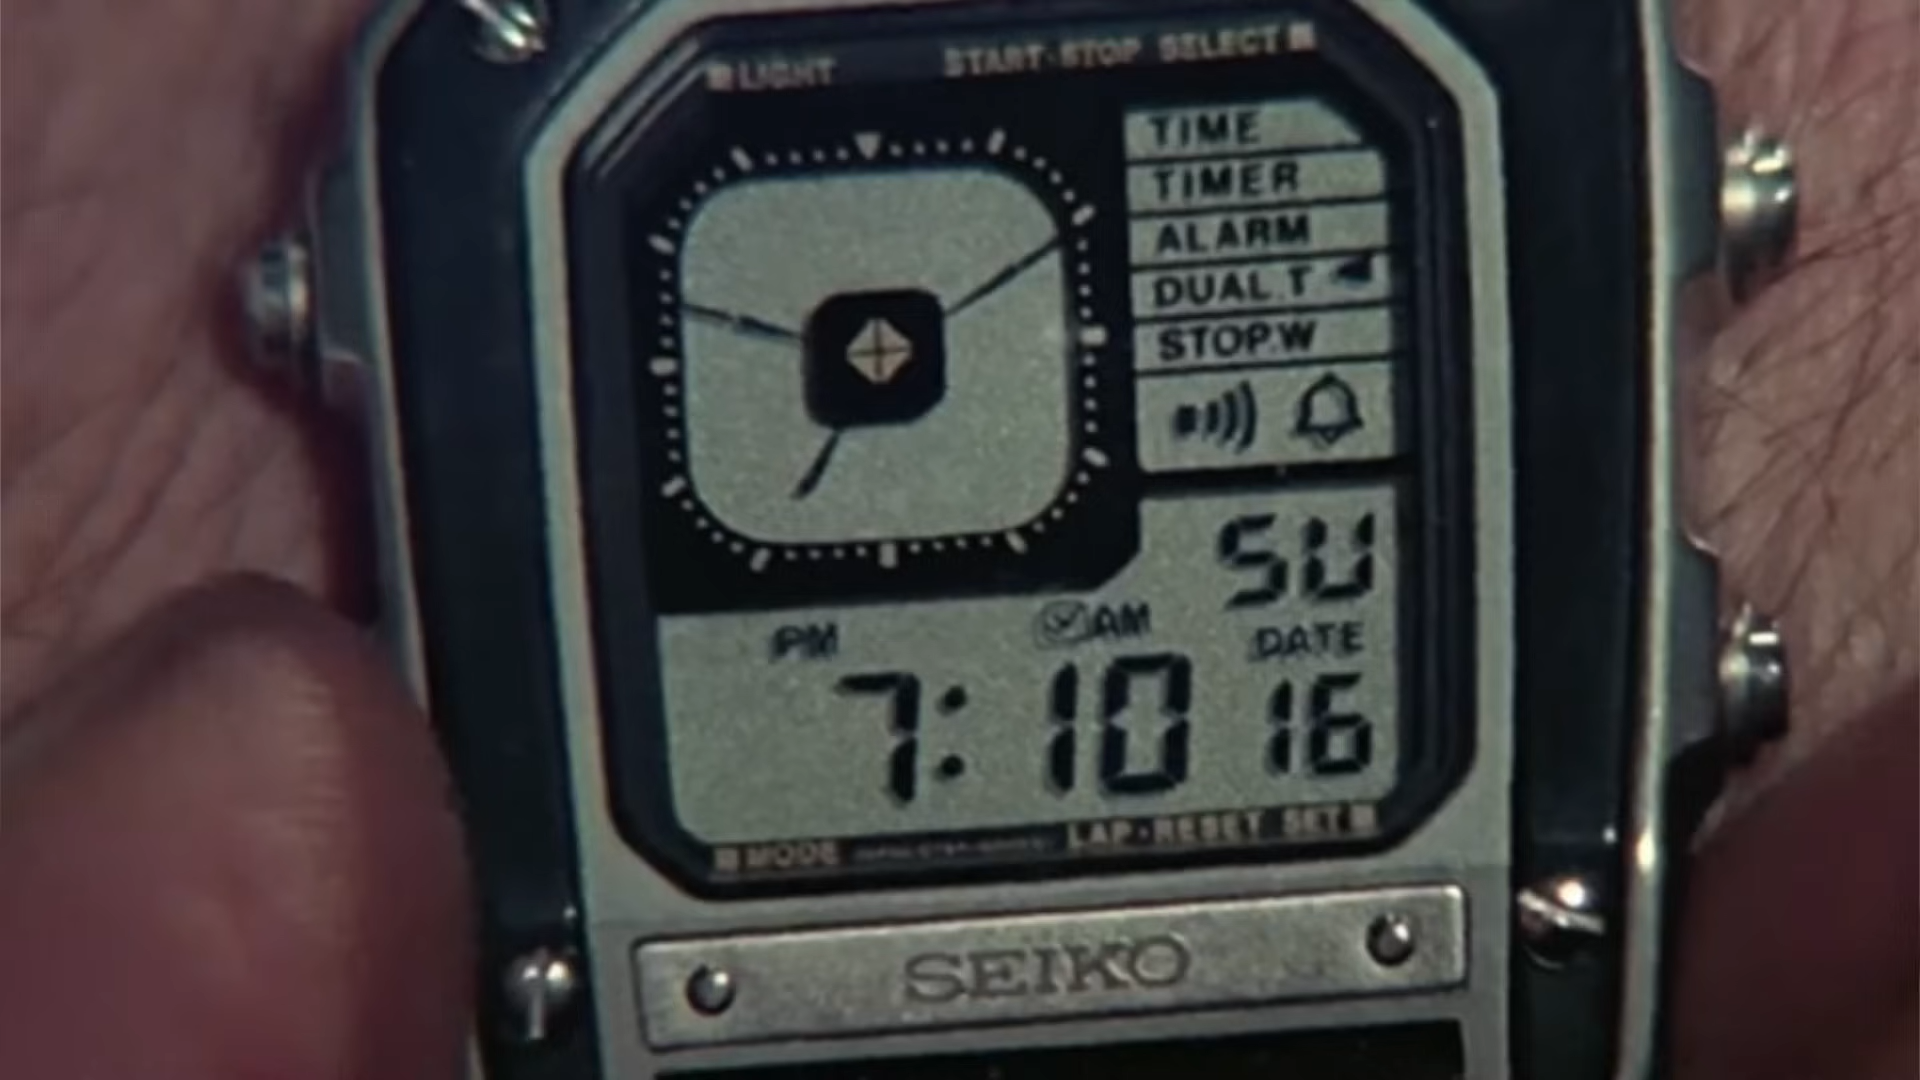 LIGHT START·STOP SELECT
TIME
TIMER
ALARM
DUAL.T
STOP.W
SU
PM AM DATE
7:10 16
MODE LAP·RESET SET
SEIKO